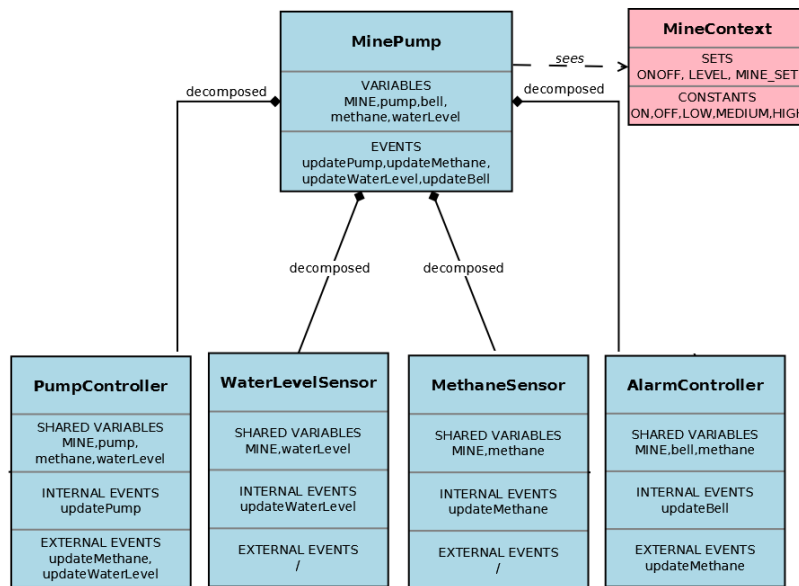 MinePump
VARIABLES
MINE,pump,bell,
methane,waterLevel
EVENTS
updatePump,updateMethane,
updateWaterLevel,updateBell
sees
MineContext
SETS
ONOFF, LEVEL, MINE_SET
CONSTANTS
ON,OFF,LOW,MEDIUM,HIGH
decomposed
decomposed
decomposed
decomposed
PumpController
SHARED VARIABLES
MINE,pump,
methane,waterLevel
INTERNAL EVENTS
updatePump
EXTERNAL EVENTS
updateMethane,
updateWaterLevel
WaterLevelSensor
SHARED VARIABLES
MINE,waterLevel
INTERNAL EVENTS
updateWaterLevel
EXTERNAL EVENTS
/
MethaneSensor
SHARED VARIABLES
MINE,methane
INTERNAL EVENTS
updateMethane
EXTERNAL EVENTS
/
AlarmController
SHARED VARIABLES
MINE,bell,methane
INTERNAL EVENTS
updateBell
EXTERNAL EVENTS
updateMethane